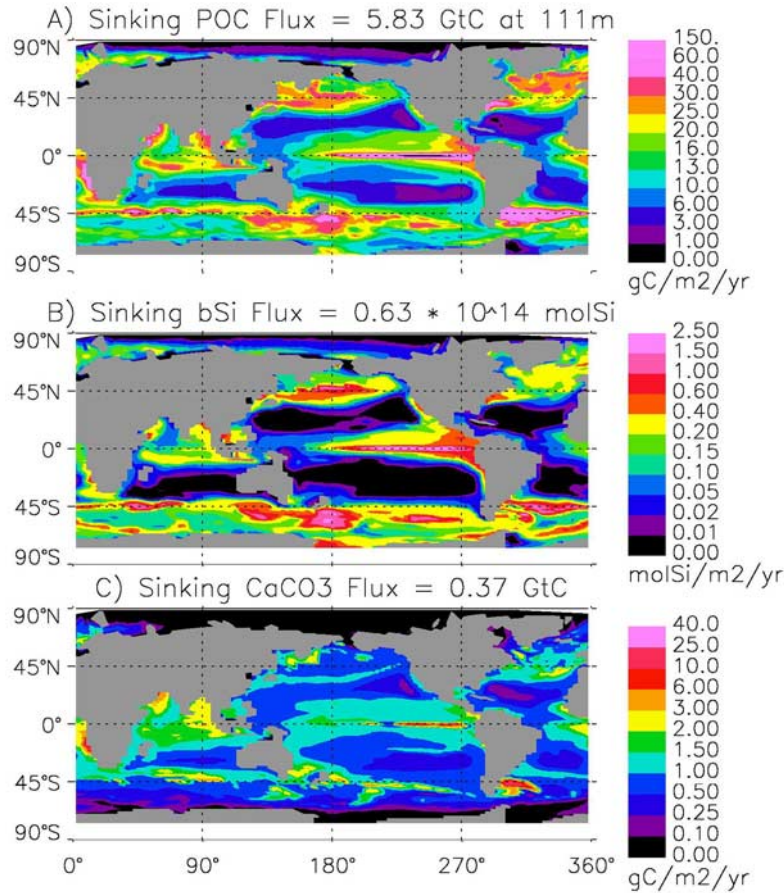 A) Sinking POC Flux = 5.83 GtC at 111m
90°N
45°N
0°
45°S
90°S
150.
60.0
40.0
30.0
25.0
20.0
16.0
13.0
10.0
6.00
3.00
1.00
0.00
gC/m2/yr
B) Sinking bSi Flux = 0.63 * 10^14 molSi
90°N
45°N
0°
45°S
90°S
2.50
1.50
1.00
0.60
0.40
0.20
0.15
0.10
0.05
0.02
0.01
0.00
molSi/m2/yr
C) Sinking CaCO3 Flux = 0.37 GtC
90°N
45°N
0°
45°S
90°S
0° 90° 180° 270° 360°
40.0
25.0
10.0
6.00
3.00
2.00
1.50
1.00
0.50
0.25
0.10
0.00
gC/m2/yr